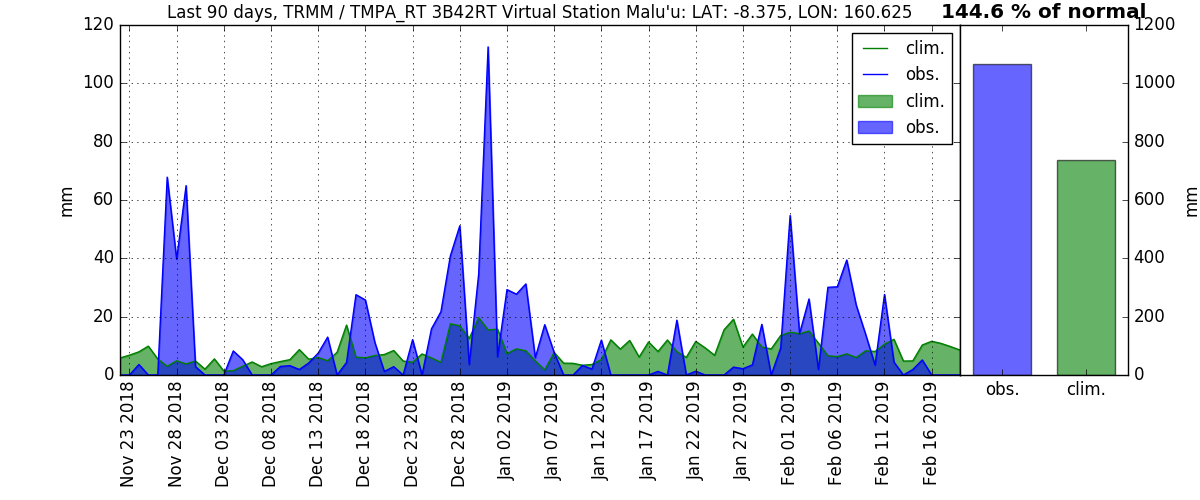 Last 90 days, TRMM / TMPA_RT 3B42RT Virtual Station Malu'u: LAT: -8.375, LON: 160.625
144.6 % of normal
120
100
80
60
40
20
0
mm
clim.
obs.
clim.
obs.
1200
1000
800
600
400
200
0
mm
Nov 23 2018
Nov 28 2018
Dec 03 2018
Dec 08 2018
Dec 13 2018
Dec 18 2018
Dec 23 2018
Dec 28 2018
Jan 02 2019
Jan 07 2019
Jan 12 2019
Jan 17 2019
Jan 22 2019
Jan 27 2019
Feb 01 2019
Feb 06 2019
Feb 11 2019
Feb 16 2019
obs.
clim.